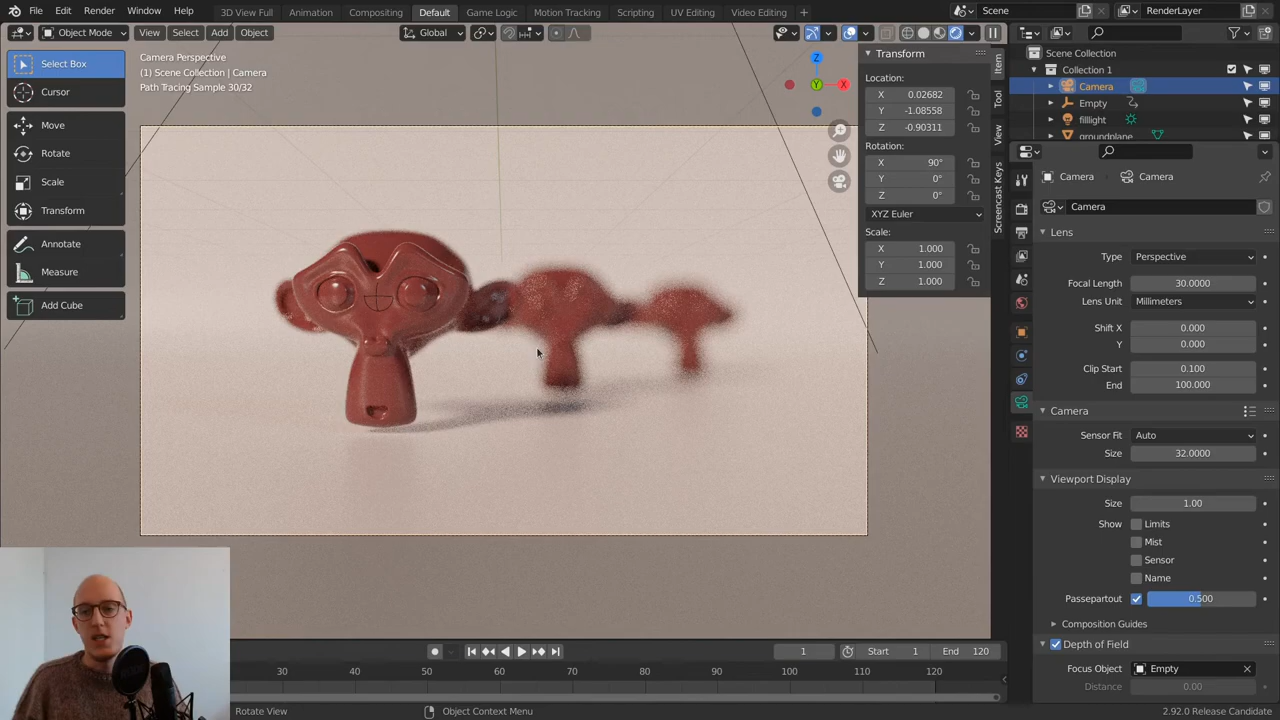 File Edit Render Window Help 3D View Full Animation Compositing Default Game Logic Motion Tracking Scripting UV Editing Video Editing + Scene RenderLayer
Object Mode View Select Add Object Global
Select Box
Cursor
Move
Rotate
Scale
Transform
Annotate
Measure
Add Cube
Camera Perspective
(1) Scene Collection | Camera
Path Tracing Sample 30/32
Z
X
Y
Transform
Location:
X 0.02682
Y -1.08558
Z -0.90311
Rotation:
X 90°
Y 0°
Z 0°
XYZ Euler
Scale:
X 1.000
Y 1.000
Z 1.000
Item
Tool
View
Screencast Keys
Scene Collection
Collection 1
Camera
Empty
filllight
groundplane
Camera Camera
Camera
Lens
Type Perspective
Focal Length 30.0000
Lens Unit Millimeters
Shift X 0.000
Y 0.000
Clip Start 0.100
End 100.000
Camera
Sensor Fit Auto
Size 32.0000
Viewport Display
Size 1.00
Show Limits
Mist
Sensor
Name
Passepartout 0.500
Composition Guides
Depth of Field
Focus Object Empty
Distance 0.00
1 Start 1 End 120
30 40 50 60 70 80 90 100 110 120
Rotate View Object Context Menu 2.92.0 Release Candidate